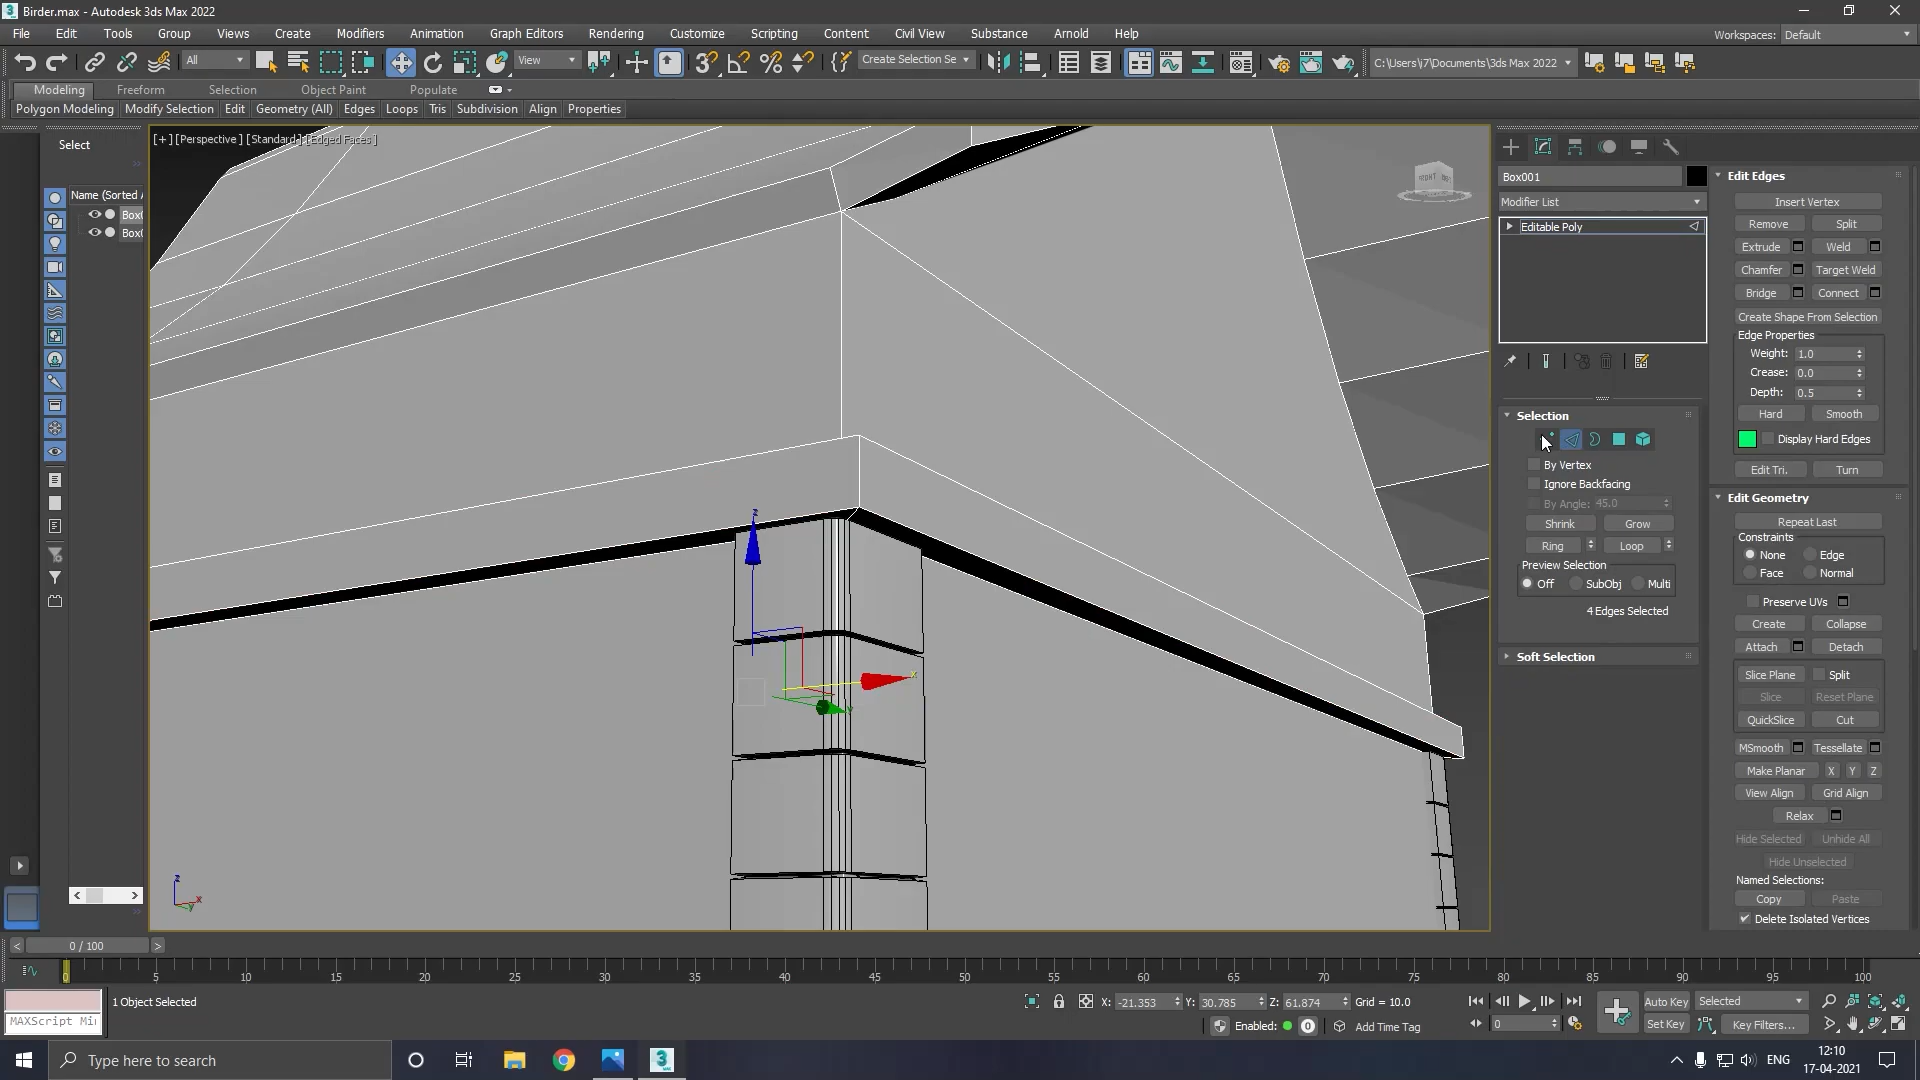 Birder.max - Autodesk 3ds Max 2022
File Edit Tools Group Views Create Modifiers Animation Graph Editors Rendering Customize Scripting Content Civil View Substance Arnold Help
Workspaces: Default
All View Create Selection Se C:\Users\i7\Documents\3ds Max 2022
Modeling Freeform Selection Object Paint Populate
Polygon Modeling Modify Selection Edit Geometry (All) Edges Loops Tris Subdivision Align Properties
Select
[+] [Perspective] [Standard] [Edged Faces]
Name (Sorted A
Box0
Box0
FRONT
Box001
Modifier List
Editable Poly
Selection
By Vertex
Ignore Backfacing
By Angle: 45.0
Shrink Grow
Ring Loop
Preview Selection
Off SubObj Multi
4 Edges Selected
Soft Selection
Edit Edges
Insert Vertex
Remove Split
Extrude Weld
Chamfer Target Weld
Bridge Connect
Create Shape From Selection
Edge Properties
Weight: 1.0
Crease: 0.0
Depth: 0.5
Hard Smooth
Display Hard Edges
Edit Tri. Turn
Edit Geometry
Repeat Last
Constraints
None Edge
Face Normal
Preserve UVs
Create Collapse
Attach Detach
Slice Plane Split
Slice Reset Plane
QuickSlice Cut
MSmooth Tessellate
Make Planar X Y Z
View Align Grid Align
Relax
Hide Selected Unhide All
Hide Unselected
Named Selections:
Copy Paste
Delete Isolated Vertices
z
x
y
z
x
y
0 / 100
0 5 10 15 20 25 30 35 40 45 50 55 60 65 70 75 80 85 90 95 100
1 Object Selected
MAXScript Mi
X: -21.353 Y: 30.785 Z: 61.874 Grid = 10.0
Enabled: 0 Add Time Tag
0
Auto Key Selected
Set Key Key Filters...
Type here to search
ENG
12:10
17-04-2021